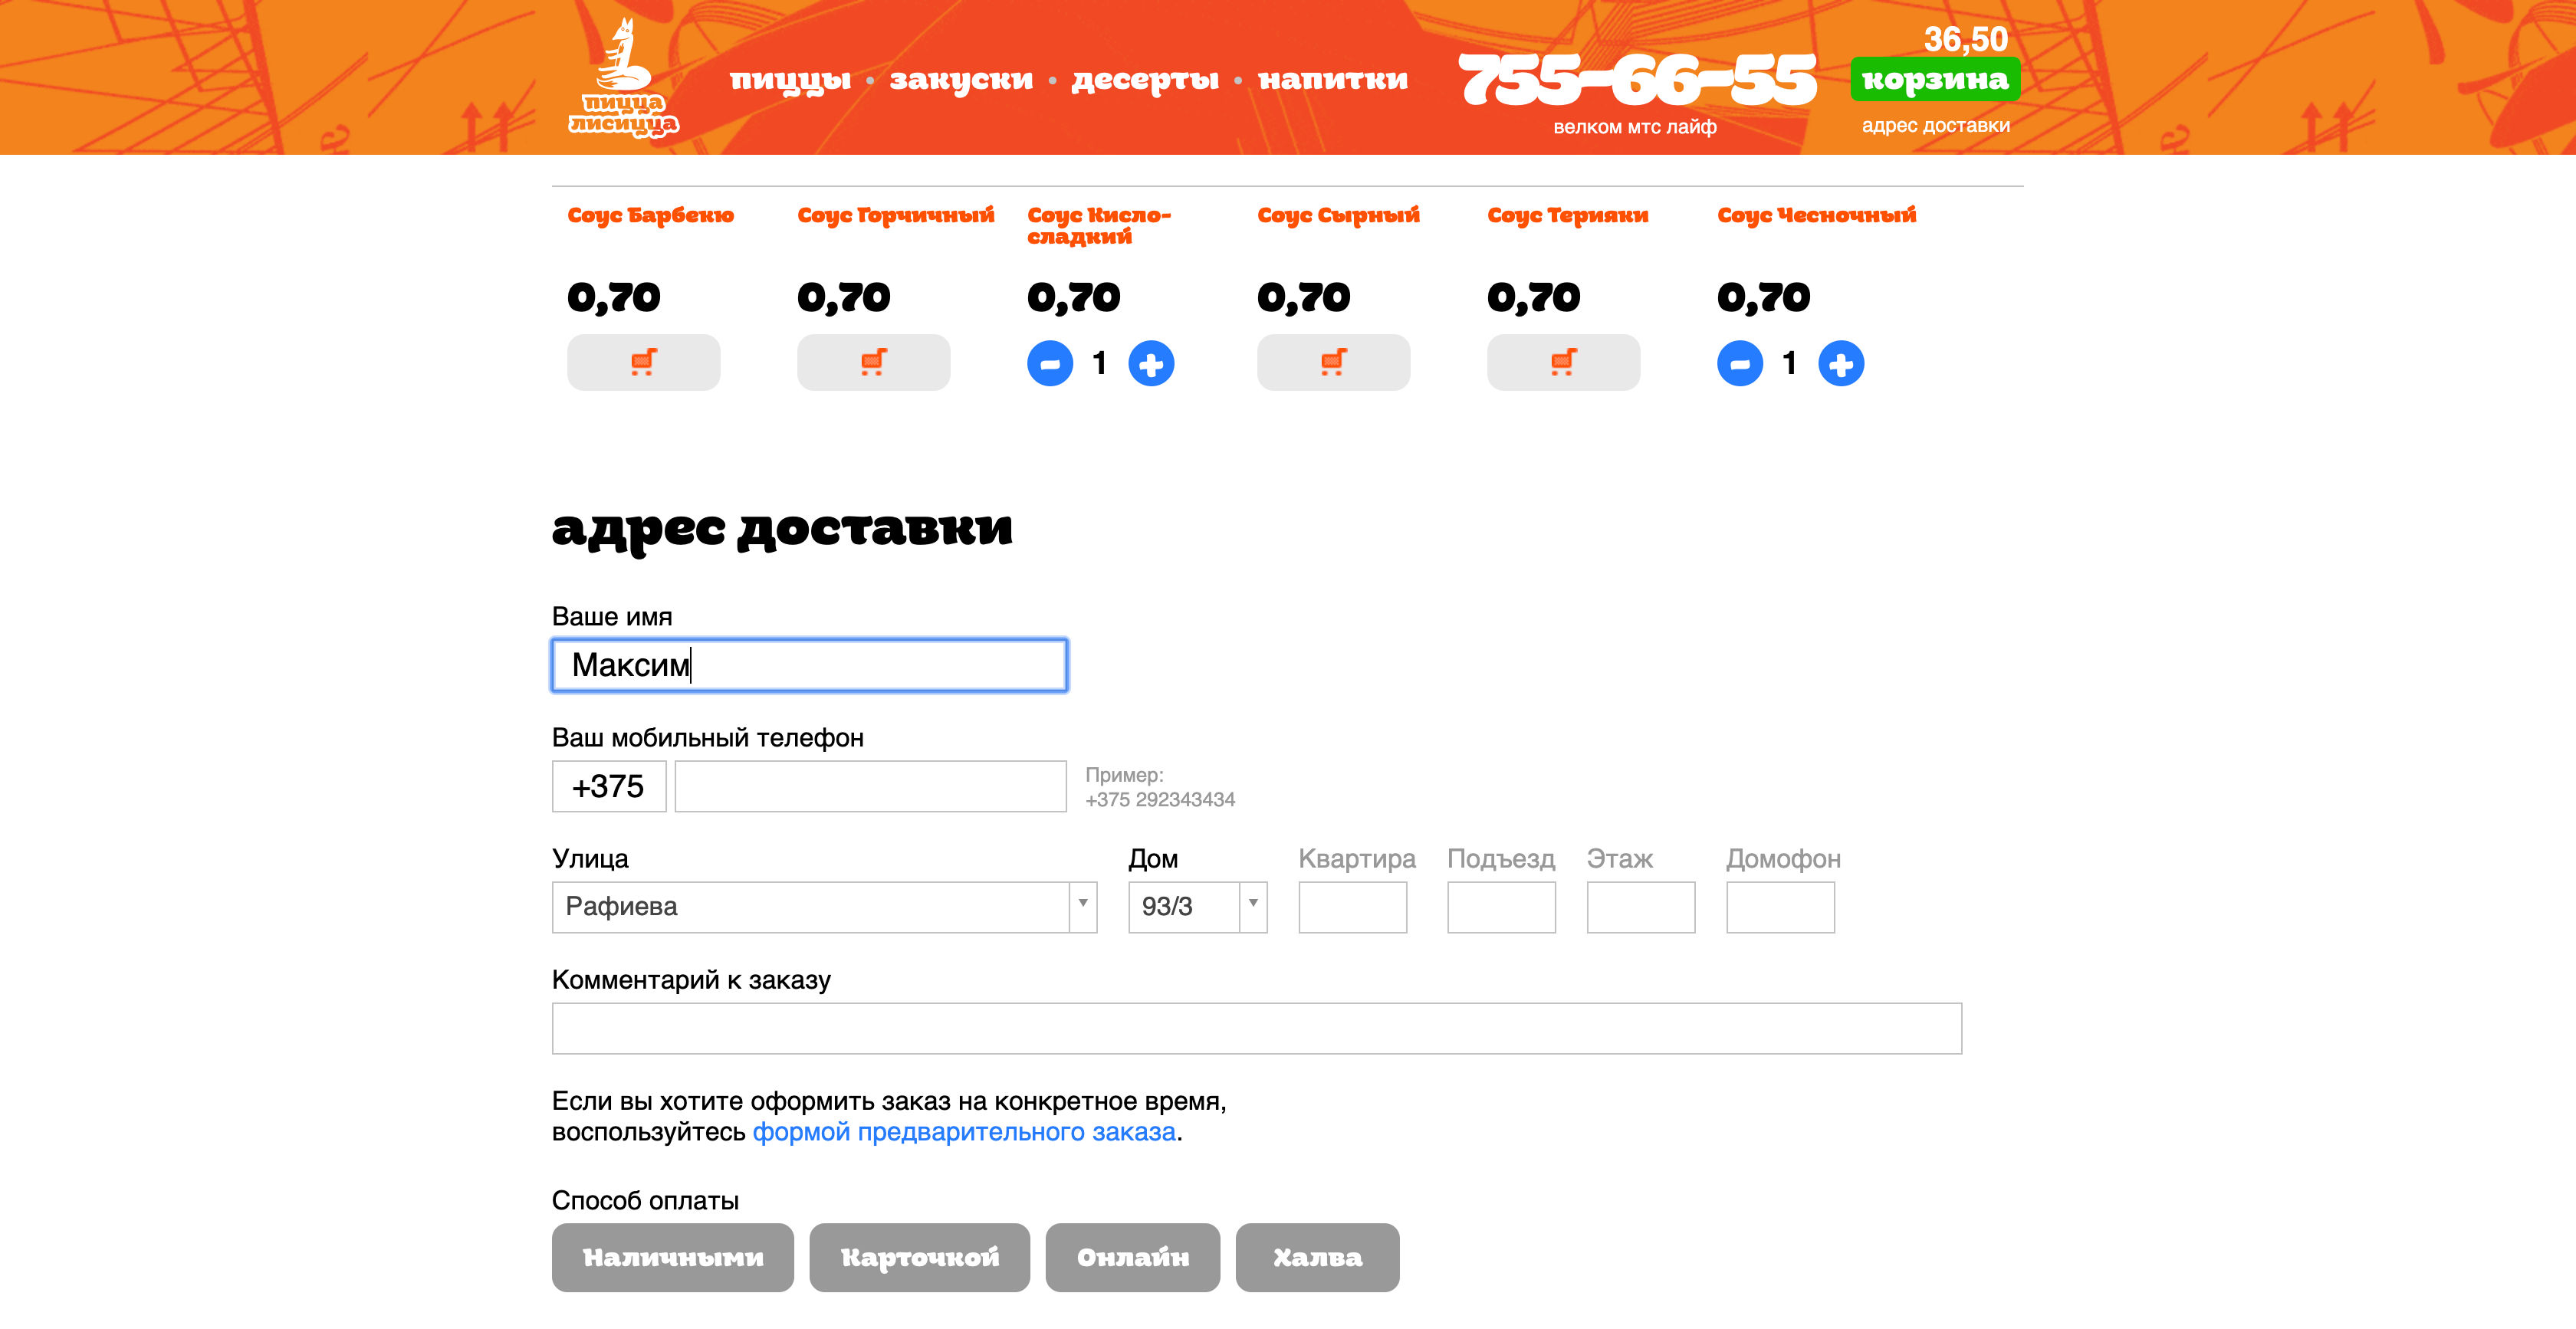 пицца
лисицца
пиццы • закуски • десерты • напитки
755-66-55
велком мтс лайф
36,50
корзина
адрес доставки
Соус Барбекю
0,70
Соус Горчичный
0,70
Соус Кисло-
сладкий
0,70
- 1 +
Соус Сырный
0,70
Соус Терияки
0,70
Соус Чесночный
0,70
- 1 +
адрес доставки
Ваше имя
Максим
Ваш мобильный телефон
+375
Пример:
+375 292343434
Улица
Рафиева
Дом
93/3
Квартира
Подъезд
Этаж
Домофон
Комментарий к заказу
Если вы хотите оформить заказ на конкретное время,
воспользуйтесь формой предварительного заказа.
Способ оплаты
Наличными
Карточкой
Онлайн
Халва